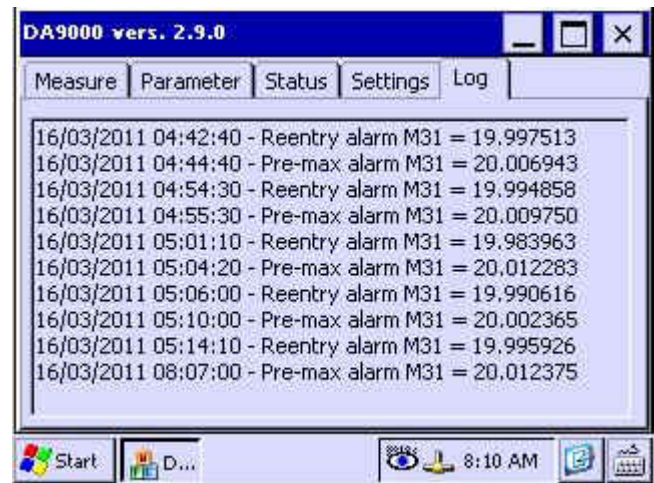 DA9000 vers. 2.9.0
Measure Parameter Status Settings Log
16/03/2011 04:42:40 - Reentry alarm M31 = 19.997513
16/03/2011 04:44:40 - Pre-max alarm M31 = 20.006943
16/03/2011 04:54:30 - Reentry alarm M31 = 19.994858
16/03/2011 04:55:30 - Pre-max alarm M31 = 20.009750
16/03/2011 05:01:10 - Reentry alarm M31 = 19.983963
16/03/2011 05:04:20 - Pre-max alarm M31 = 20.012283
16/03/2011 05:06:00 - Reentry alarm M31 = 19.990616
16/03/2011 05:10:00 - Pre-max alarm M31 = 20.002365
16/03/2011 05:14:10 - Reentry alarm M31 = 19.995926
16/03/2011 08:07:00 - Pre-max alarm M31 = 20.012375
Start D... 8:10 AM